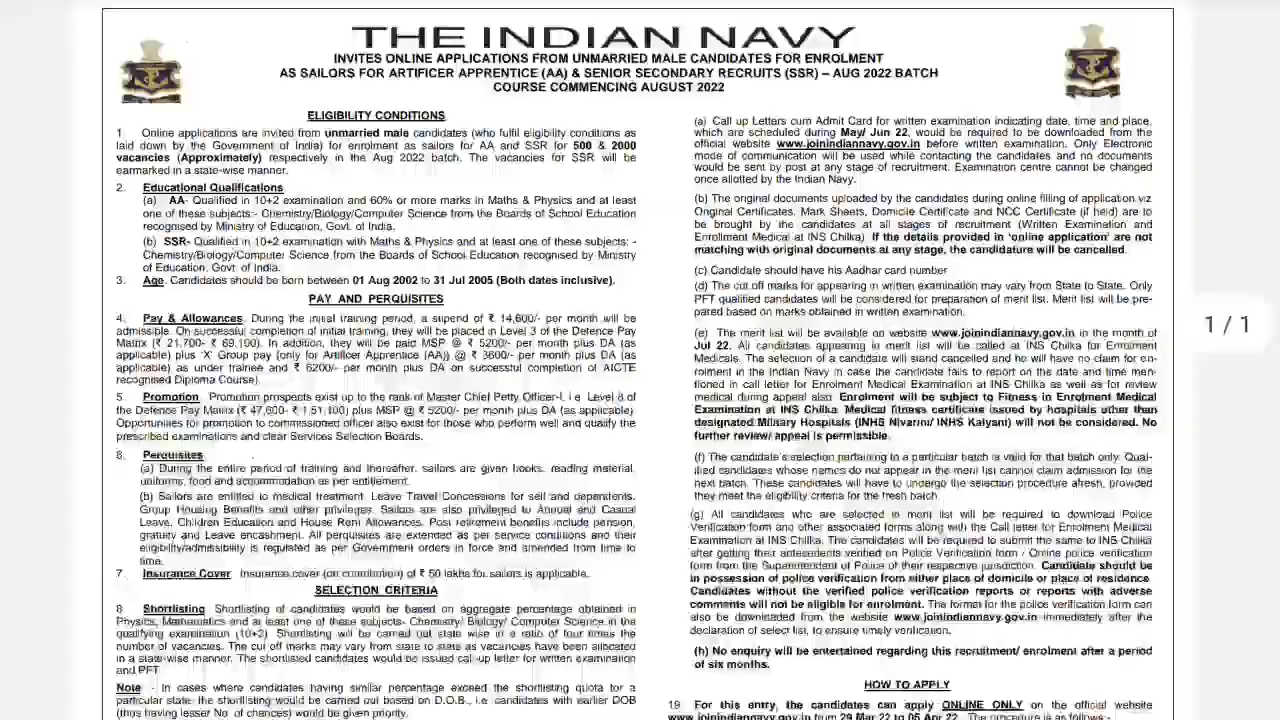 THE INDIAN NAVY
INVITES ONLINE APPLICATIONS FROM UNMARRIED MALE CANDIDATES FOR ENROLMENT
AS SAILORS FOR ARTIFICER APPRENTICE (AA) & SENIOR SECONDARY RECRUITS (SSR) – AUG 2022 BATCH
COURSE COMMENCING AUGUST 2022
ELIGIBILITY CONDITIONS
1. Online applications are invited from unmarried male candidates (who fulfil eligibility conditions as
laid down by the Government of India) for enrolment as sailors for AA and SSR for 500 & 2000
vacancies (Approximately) respectively in the Aug 2022 batch. The vacancies for SSR will be
earmarked in a state-wise manner.
2. Educational Qualifications
(a) AA- Qualified in 10+2 examination and 60% or more marks in Maths & Physics and at least
one of these subjects:- Chemistry/Biology/Computer Science from the Boards of School Education
recognised by Ministry of Education, Govt. of India.
(b) SSR- Qualified in 10+2 examination with Maths & Physics and at least one of these subjects: -
Chemistry/Biology/Computer Science from the Boards of School Education recognised by Ministry
of Education, Govt of India.
3. Age. Candidates should be born between 01 Aug 2002 to 31 Jul 2005 (Both dates inclusive).
PAY AND PERQUISITES
4. Pay & Allowances. During the initial training period, a stipend of ₹ 14,600/- per month will be
admissible. On successful completion of initial training, they will be placed in Level 3 of the Defence Pay
Matrix (₹ 21,700- ₹ 69,100). In addition, they will be paid MSP @ ₹ 5200/- per month plus DA (as
applicable) plus 'X' Group pay (only for Artificer Apprentice (AA)) @ ₹ 3600/- per month plus DA (as
applicable) as under trainee and ₹ 6200/- per month plus DA on successful completion of AICTE
recognised Diploma Course).
5. Promotion. Promotion prospects exist up to the rank of Master Chief Petty Officer-I, i.e. Level 8 of
the Defence Pay Matrix (₹ 47,600- ₹ 1,51,100) plus MSP @ ₹ 5200/- per month plus DA (as applicable).
Opportunities for promotion to commissioned officer also exist for those who perform well and qualify the
prescribed examinations and clear Services Selection Boards.
6. Perquisites
(a) During the entire period of training and thereafter, sailors are given books, reading material,
uniforms, food and accommodation as per entitlement.
(b) Sailors are entitled to medical treatment, Leave Travel Concessions for self and dependents,
Group Housing Benefits and other privileges. Sailors are also privileged to Annual and Casual
Leave, Children Education and House Rent Allowances. Post retirement benefits include pension,
gratuity and Leave encashment. All perquisites are extended as per service conditions and their
eligibility/admissibility is regulated as per Government orders in force and amended from time to
time.
7. Insurance Cover. Insurance cover (on contribution) of ₹ 50 lakhs for sailors is applicable.
SELECTION CRITERIA
8. Shortlisting. Shortlisting of candidates would be based on aggregate percentage obtained in
Physics, Mathematics and at least one of these subjects- Chemistry/ Biology/ Computer Science in the
qualifying examination (10+2). Shortlisting will be carried out state wise in a ratio of four times the
number of vacancies. The cut off marks may vary from state to state as vacancies have been allocated
in a state-wise manner. The shortlisted candidates would be issued call-up letter for written examination
and PFT.
Note - In cases where candidates having similar percentage exceed the shortlisting quota for a
particular state the shortlisting would be carried out based on D.O.B., i.e. candidates with earlier DOB
(thus having lesser No. of chances) would be given priority.
(a) Call up Letters cum Admit Card for written examination indicating date, time and place,
which are scheduled during May/ Jun 22, would be required to be downloaded from the
official website www.joinindiannavy.gov.in before written examination. Only Electronic
mode of communication will be used while contacting the candidates and no documents
would be sent by post at any stage of recruitment. Examination centre cannot be changed
once allotted by the Indian Navy.
(b) The original documents uploaded by the candidates during online filling of application viz
Original Certificates, Mark Sheets, Domicile Certificate and NCC Certificate (if held) are to
be brought by the candidates at all stages of recruitment (Written Examination and
Enrollment Medical at INS Chilka) If the details provided in 'online application' are not
matching with original documents at any stage, the candidature will be cancelled.
(c) Candidate should have his Aadhar card number
(d) The cut off marks for appearing in written examination may vary from State to State. Only
PFT qualified candidates will be considered for preparation of merit list. Merit list will be pre-
pared based on marks obtained in written examination.
(e) The merit list will be available on website www.joinindiannavy.gov.in in the month of
Jul 22. All candidates appearing in merit list will be called at INS Chilka for Enrolment
Medicals. The selection of a candidate will stand cancelled and he will have no claim for en-
rolment in the Indian Navy in case the candidate fails to report on the date and time men-
tioned in call letter for Enrolment Medical Examination at INS Chilka as well as for review
medical during appeal also. Enrolment will be subject to Fitness in Enrolment Medical
Examination at INS Chilka. Medical fitness certificate issued by hospitals other than
designated Military Hospitals (INHS Nivarini/ INHS Kalyani) will not be considered. No
further review/ appeal is permissible.
(f) The candidate's selection pertaining to a particular batch is valid for that batch only. Qual-
ified candidates whose names do not appear in the merit list cannot claim admission for the
next batch. These candidates will have to undergo the selection procedure afresh, provided
they meet the eligibility criteria for the fresh batch.
(g) All candidates who are selected in merit list will be required to download Police
Verification form and other associated forms along with the Call letter for Enrolment Medical
Examination at INS Chilka. The candidates will be required to submit the same to INS Chilka
after getting their antecedents verified on Police Verification form / Online police verification
form from the Superintendent of Police of their respective jurisdiction. Candidate should be
in possession of police verification from either place of domicile or place of residence.
Candidates without the verified police verification reports or reports with adverse
comments will not be eligible for enrolment. The format for the police verification form can
also be downloaded from the website www.joinindiannavy.gov.in immediately after the
declaration of select list, to ensure timely verification.
(h) No enquiry will be entertained regarding this recruitment/ enrolment after a period
of six months.
HOW TO APPLY
19. For this entry, the candidates can apply ONLINE ONLY on the official website
www.joinindiannavy.gov.in from 29 Mar 22 to 05 Apr 22. The procedure is as follows:-
1 / 1